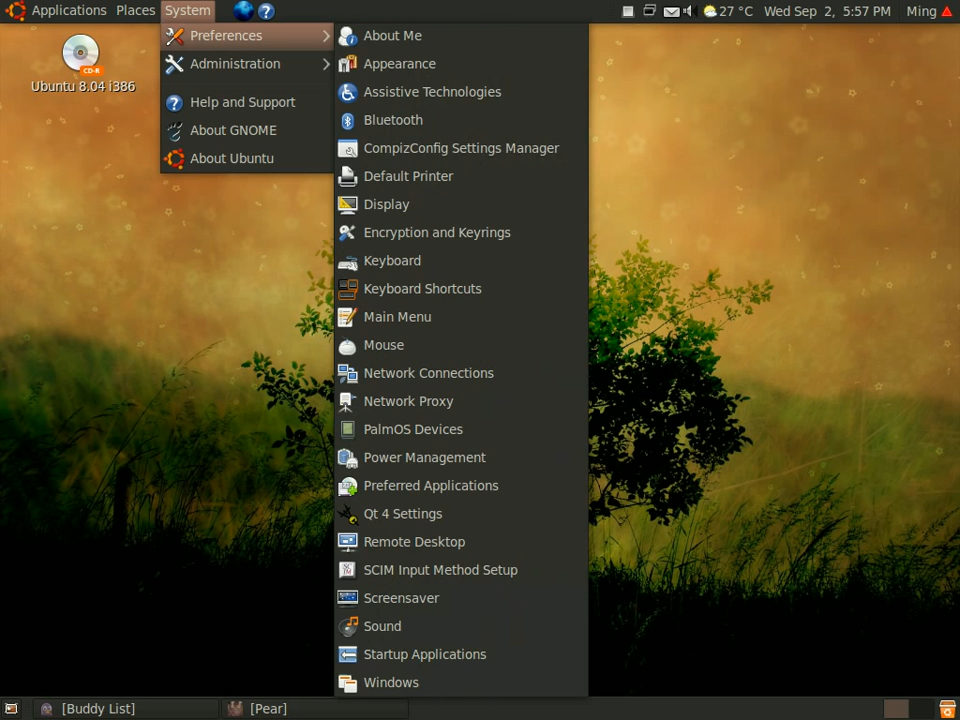 Applications Places System
27 °C Wed Sep 2, 5:57 PM Ming
CD-R
Ubuntu 8.04 i386
Preferences
Administration
Help and Support
About GNOME
About Ubuntu
About Me
Appearance
Assistive Technologies
Bluetooth
CompizConfig Settings Manager
Default Printer
Display
Encryption and Keyrings
Keyboard
Keyboard Shortcuts
Main Menu
Mouse
Network Connections
Network Proxy
PalmOS Devices
Power Management
Preferred Applications
Qt 4 Settings
Remote Desktop
SCIM Input Method Setup
Screensaver
Sound
Startup Applications
Windows
[Buddy List]
[Pear]